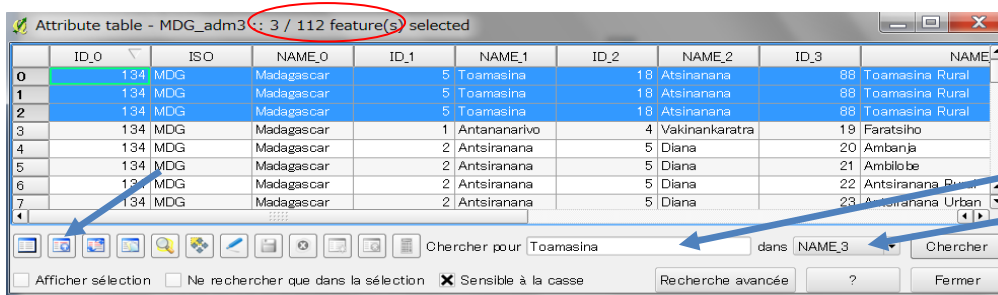 Attribute table - MDG_adm3 :: 3 / 112 feature(s) selected
ID_0 ISO NAME_0 ID_1 NAME_1 ID_2 NAME_2 ID_3 NAME
0 134 MDG Madagascar 5 Toamasina 18 Atsinanana 88 Toamasina Rural
1 134 MDG Madagascar 5 Toamasina 18 Atsinanana 88 Toamasina Rural
2 134 MDG Madagascar 5 Toamasina 18 Atsinanana 88 Toamasina Rural
3 134 MDG Madagascar 1 Antananarivo 4 Vakinankaratra 19 Faratsiho
4 134 MDG Madagascar 2 Antsiranana 5 Diana 20 Ambanja
5 134 MDG Madagascar 2 Antsiranana 5 Diana 21 Ambilobe
6 134 MDG Madagascar 2 Antsiranana 5 Diana 22 Antsiranana Rural
7 134 MDG Madagascar 2 Antsiranana 5 Diana 23 Antsiranana Urban
Chercher pour Toamasina dans NAME_3 Chercher
Afficher sélection Ne rechercher que dans la sélection Sensible à la casse Recherche avancée ? Fermer